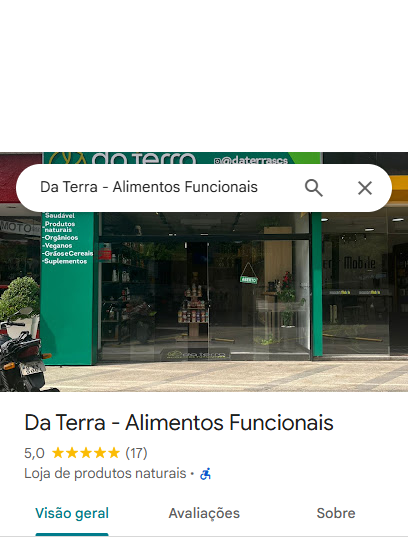 da Terra
@daterrascs
Da Terra - Alimentos Funcionais
MOTO
Saudável
Produtos
naturais
-Orgânicos
-Veganos
-Grãos e Cereais
-Suplementos
ABERTO
Mobile
Da Terra - Alimentos Funcionais
5,0 ★★★★★ (17)
Loja de produtos naturais •
Visão geral
Avaliações
Sobre